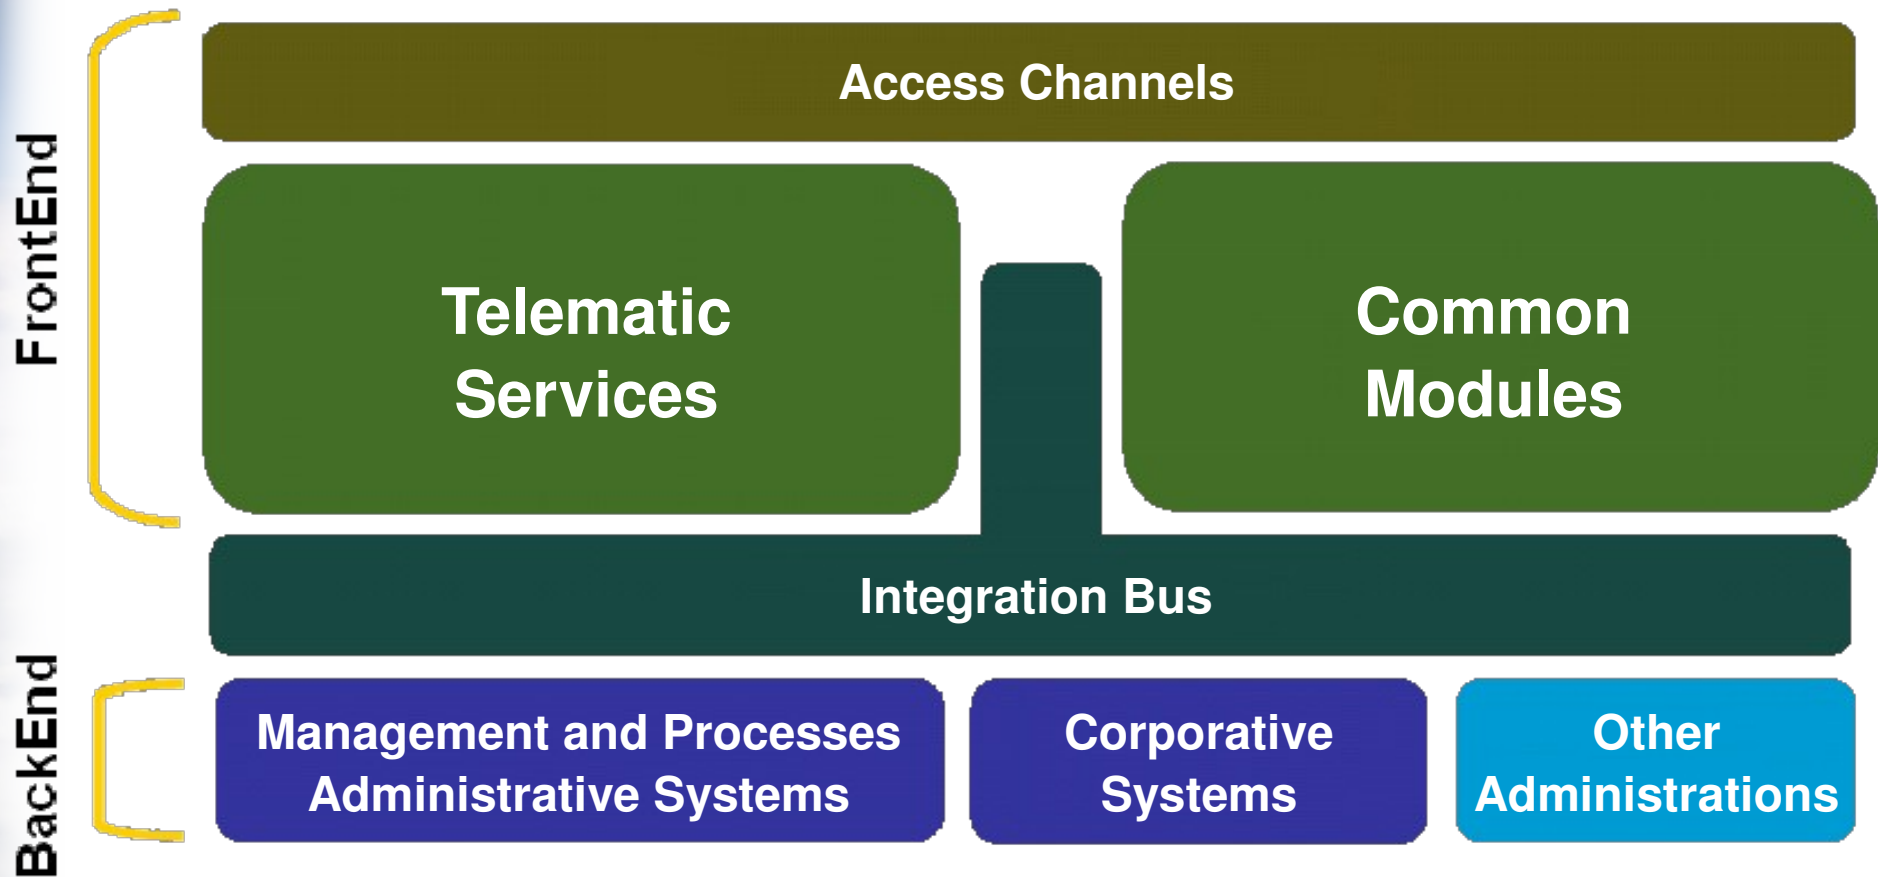 FrontEnd
Access Channels
Telematic
Services
Common
Modules
Integration Bus
BackEnd
Management and Processes
Administrative Systems
Corporative
Systems
Other
Administrations